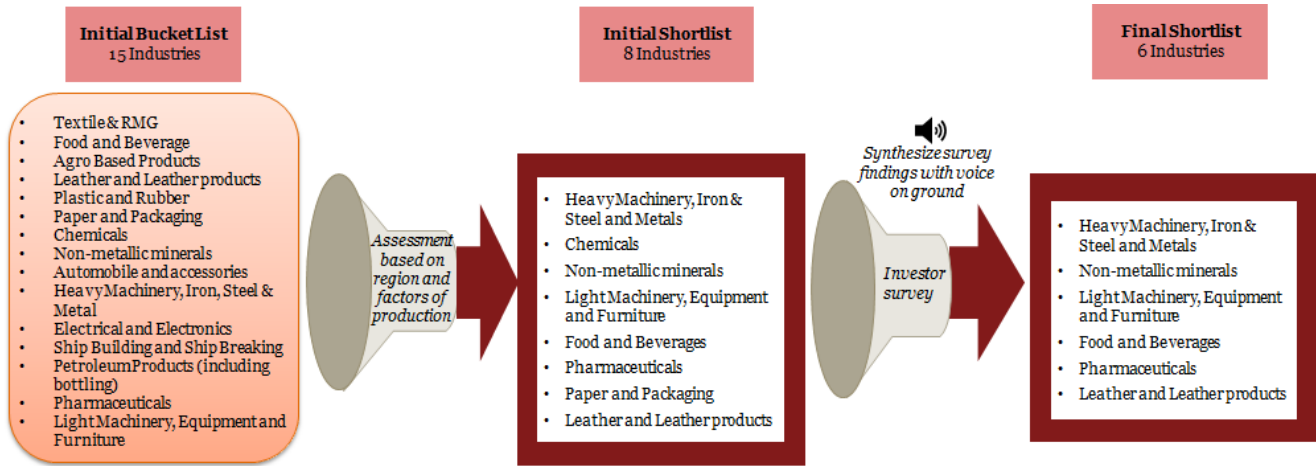 Initial Bucket List
15 Industries
• Textile & RMG
• Food and Beverage
• Agro Based Products
• Leather and Leather products
• Plastic and Rubber
• Paper and Packaging
• Chemicals
• Non-metallic minerals
• Automobile and accessories
• Heavy Machinery, Iron, Steel &
Metal
• Electrical and Electronics
• Ship Building and Ship Breaking
• Petroleum Products (including
bottling)
• Pharmaceuticals
• Light Machinery, Equipment and
Furniture
Assessment
based on
region and
factors of
production
Initial Shortlist
8 Industries
• Heavy Machinery, Iron &
Steel and Metals
• Chemicals
• Non-metallic minerals
• Light Machinery, Equipment
and Furniture
• Food and Beverages
• Pharmaceuticals
• Paper and Packaging
• Leather and Leather products
Synthesize survey
findings with voice
on ground
Investor
survey
Final Shortlist
6 Industries
• Heavy Machinery, Iron &
Steel and Metals
• Non-metallic minerals
• Light Machinery, Equipment
and Furniture
• Food and Beverages
• Pharmaceuticals
• Leather and Leather products